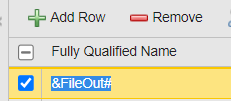 Add Row Remove
Fully Qualified Name
&FileOut#